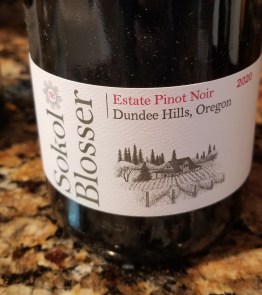 Sokol
Blosser
Estate Pinot Noir
2020
Dundee Hills, Oregon